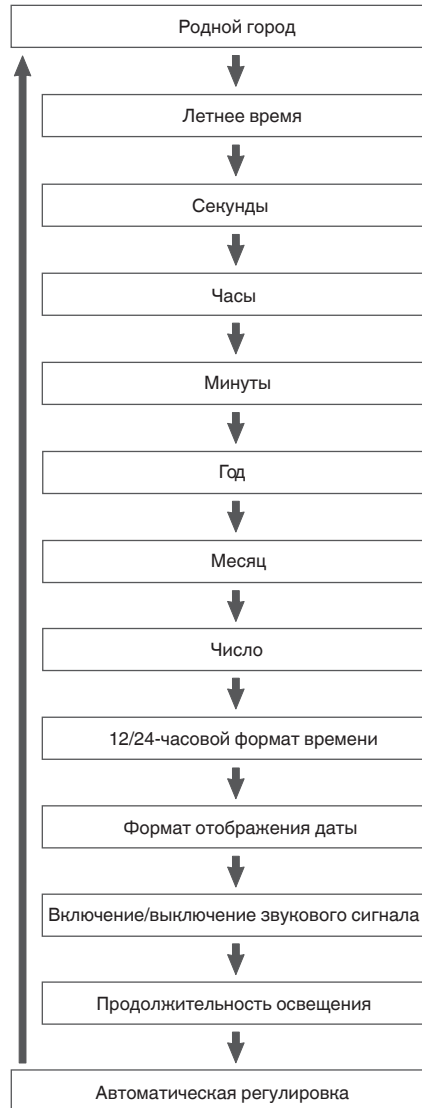 Родной город
Летнее время
Секунды
Часы
Минуты
Год
Месяц
Число
12/24-часовой формат времени
Формат отображения даты
Включение/выключение звукового сигнала
Продолжительность освещения
Автоматическая регулировка